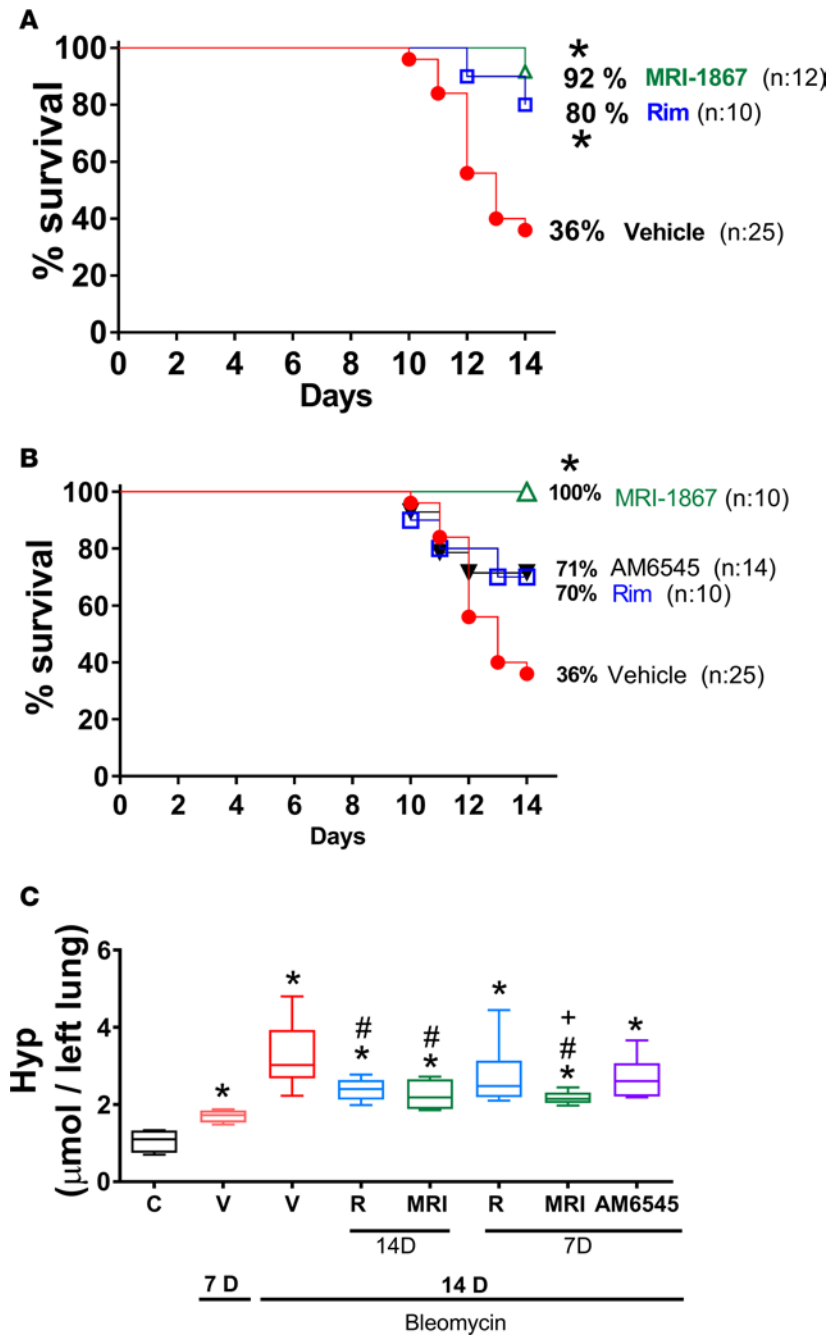 A
% survival
100
80
60
40
20
0
0 2 4 6 8 10 12 14
Days
*
92 % MRI-1867 (n:12)
80 % Rim (n:10)
*
36% Vehicle (n:25)
B
% survival
100
80
60
40
20
0
0 2 4 6 8 10 12 14
Days
*
100% MRI-1867 (n:10)
71% AM6545 (n:14)
70% Rim (n:10)
36% Vehicle (n:25)
C
Hyp
(μmol / left lung)
6
4
2
0
* * # * # * * + # * *
C V V R MRI R MRI AM6545
14D 7D
7 D 14 D
Bleomycin